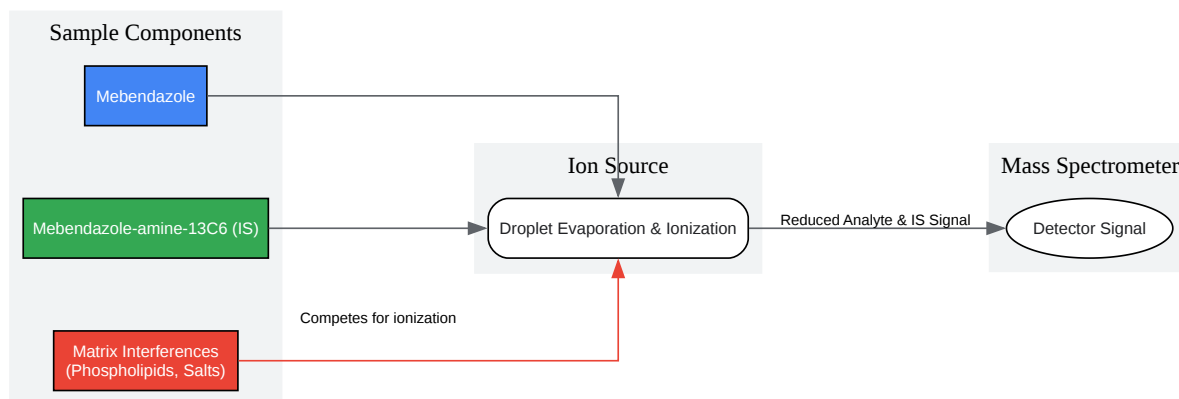 Sample Components
Mebendazole
Ion Source
Mass Spectrometer
Mebendazole-amine-13C6 (IS)
Droplet Evaporation & Ionization
Reduced Analyte & IS Signal
Detector Signal
Competes for ionization
Matrix Interferences
(Phospholipids, Salts)